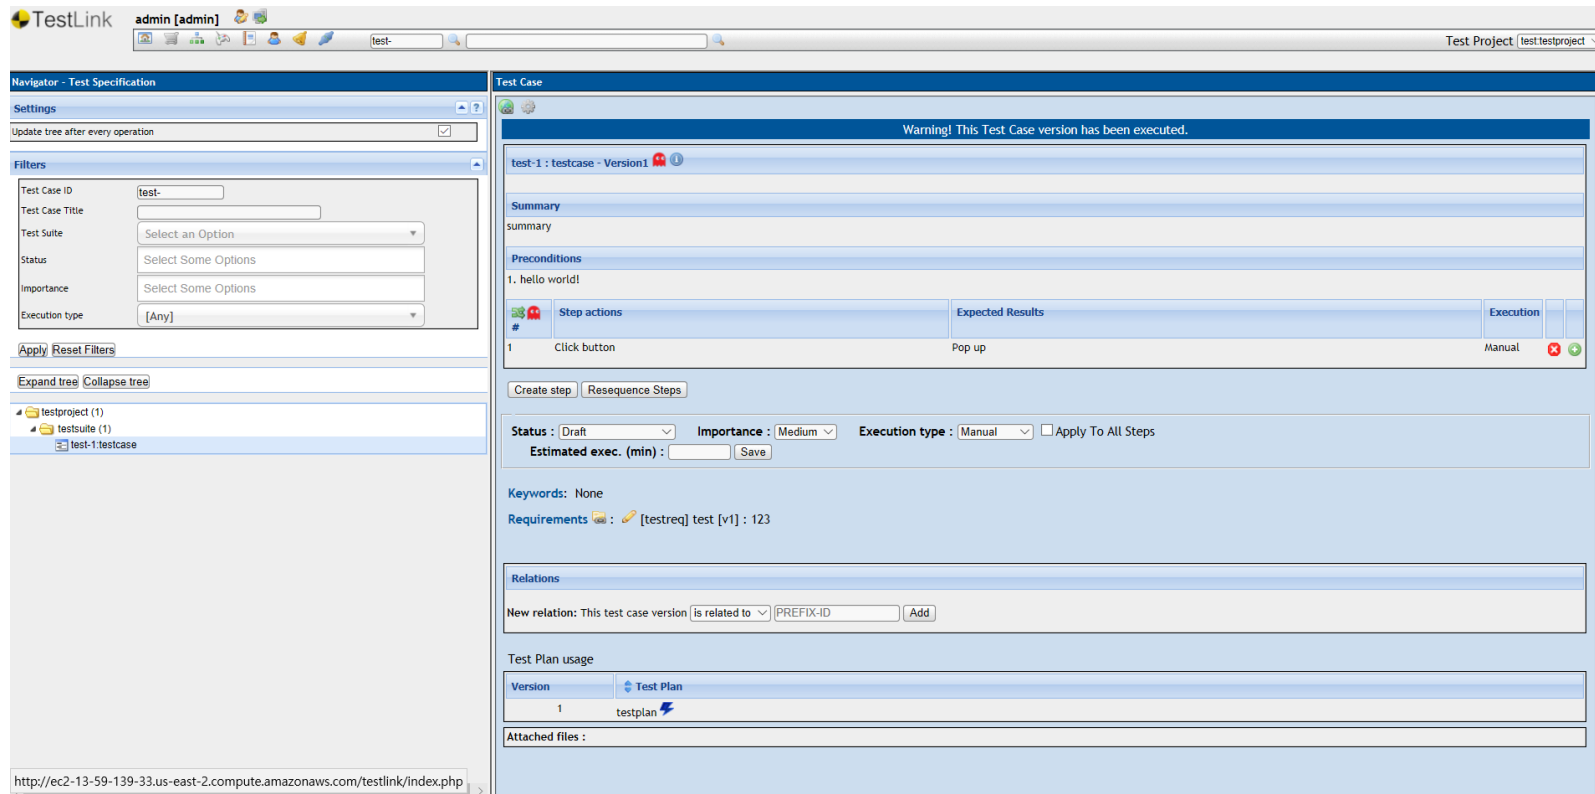 TestLink admin [admin]
test-
Test Project test:testproject
Navigator - Test Specification
Settings
?
Update tree after every operation
Filters
Test Case ID test-
Test Case Title
Test Suite Select an Option
Status Select Some Options
Importance Select Some Options
Execution type [Any]
Apply Reset Filters
Expand tree Collapse tree
testproject (1)
testsuite (1)
test-1:testcase
http://ec2-13-59-139-33.us-east-2.compute.amazonaws.com/testlink/index.php
Test Case
Warning! This Test Case version has been executed.
test-1 : testcase - Version1
Summary
summary
Preconditions
1. hello world!
# Step actions Expected Results Execution
1 Click button Pop up Manual
Create step Resequence Steps
Status : Draft Importance : Medium Execution type : Manual Apply To All Steps
Estimated exec. (min) : Save
Keywords: None
Requirements : [testreq] test [v1] : 123
Relations
New relation: This test case version is related to PREFIX-ID Add
Test Plan usage
Version Test Plan
1 testplan
Attached files :